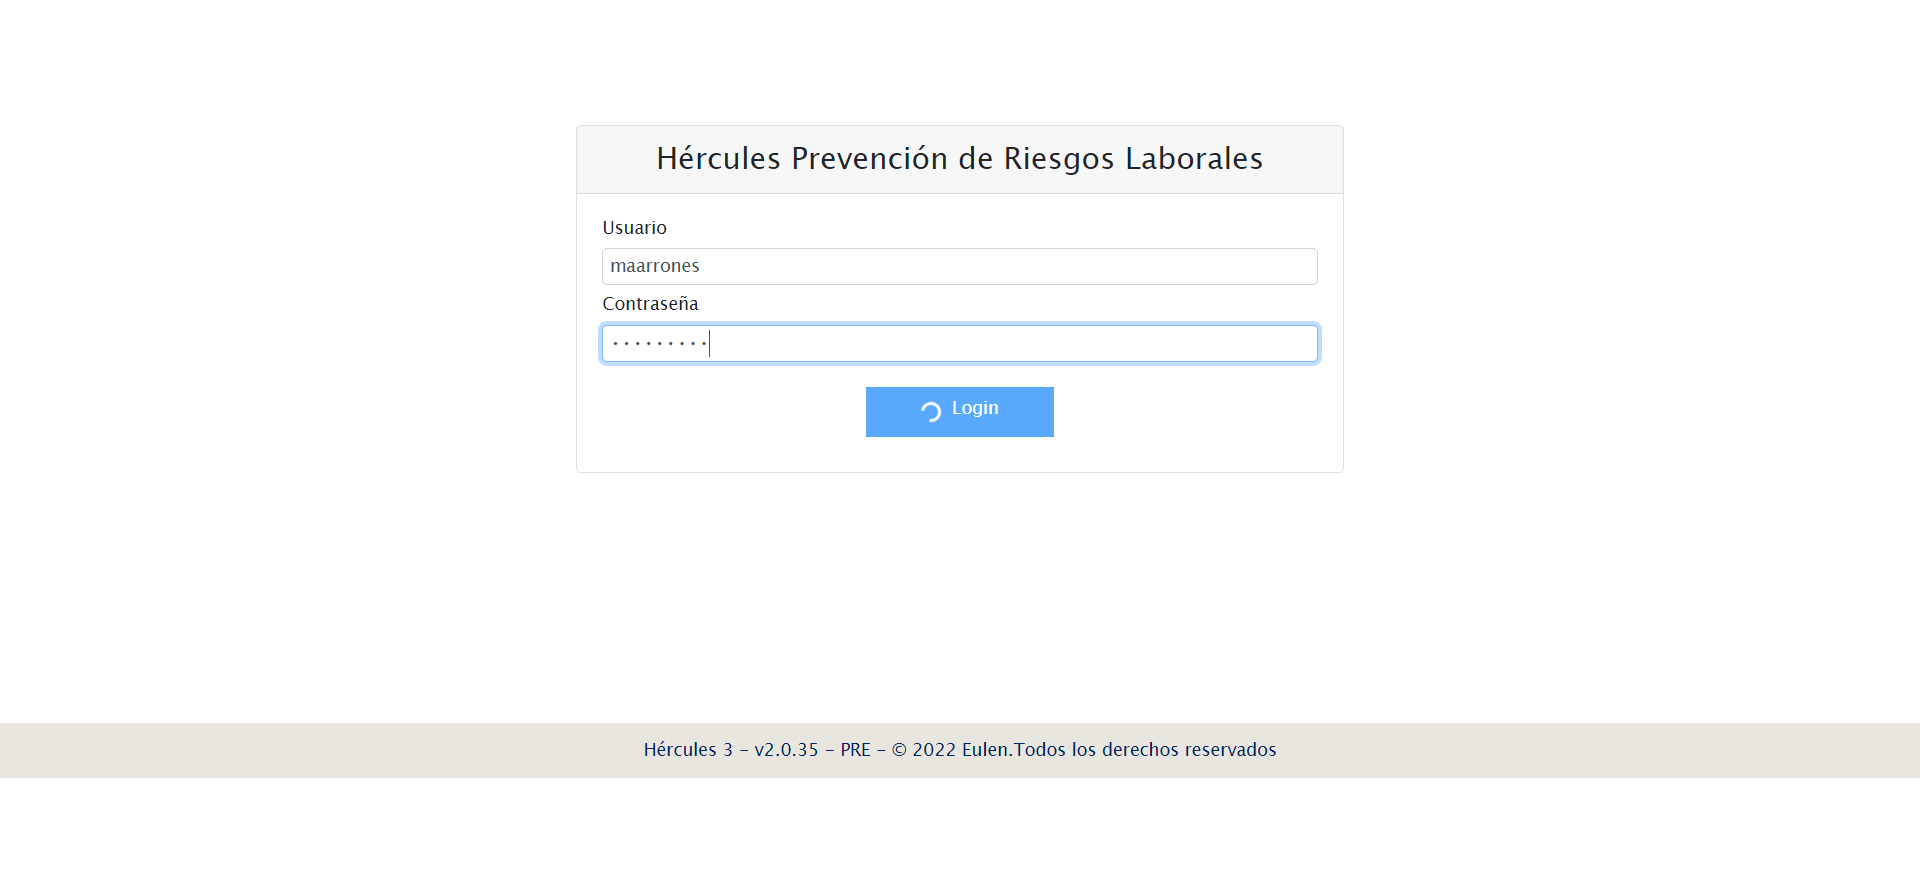 Hércules Prevención de Riesgos Laborales
Usuario
maarrones
Contraseña
·········
Login
Hércules 3 - v2.0.35 - PRE - © 2022 Eulen.Todos los derechos reservados